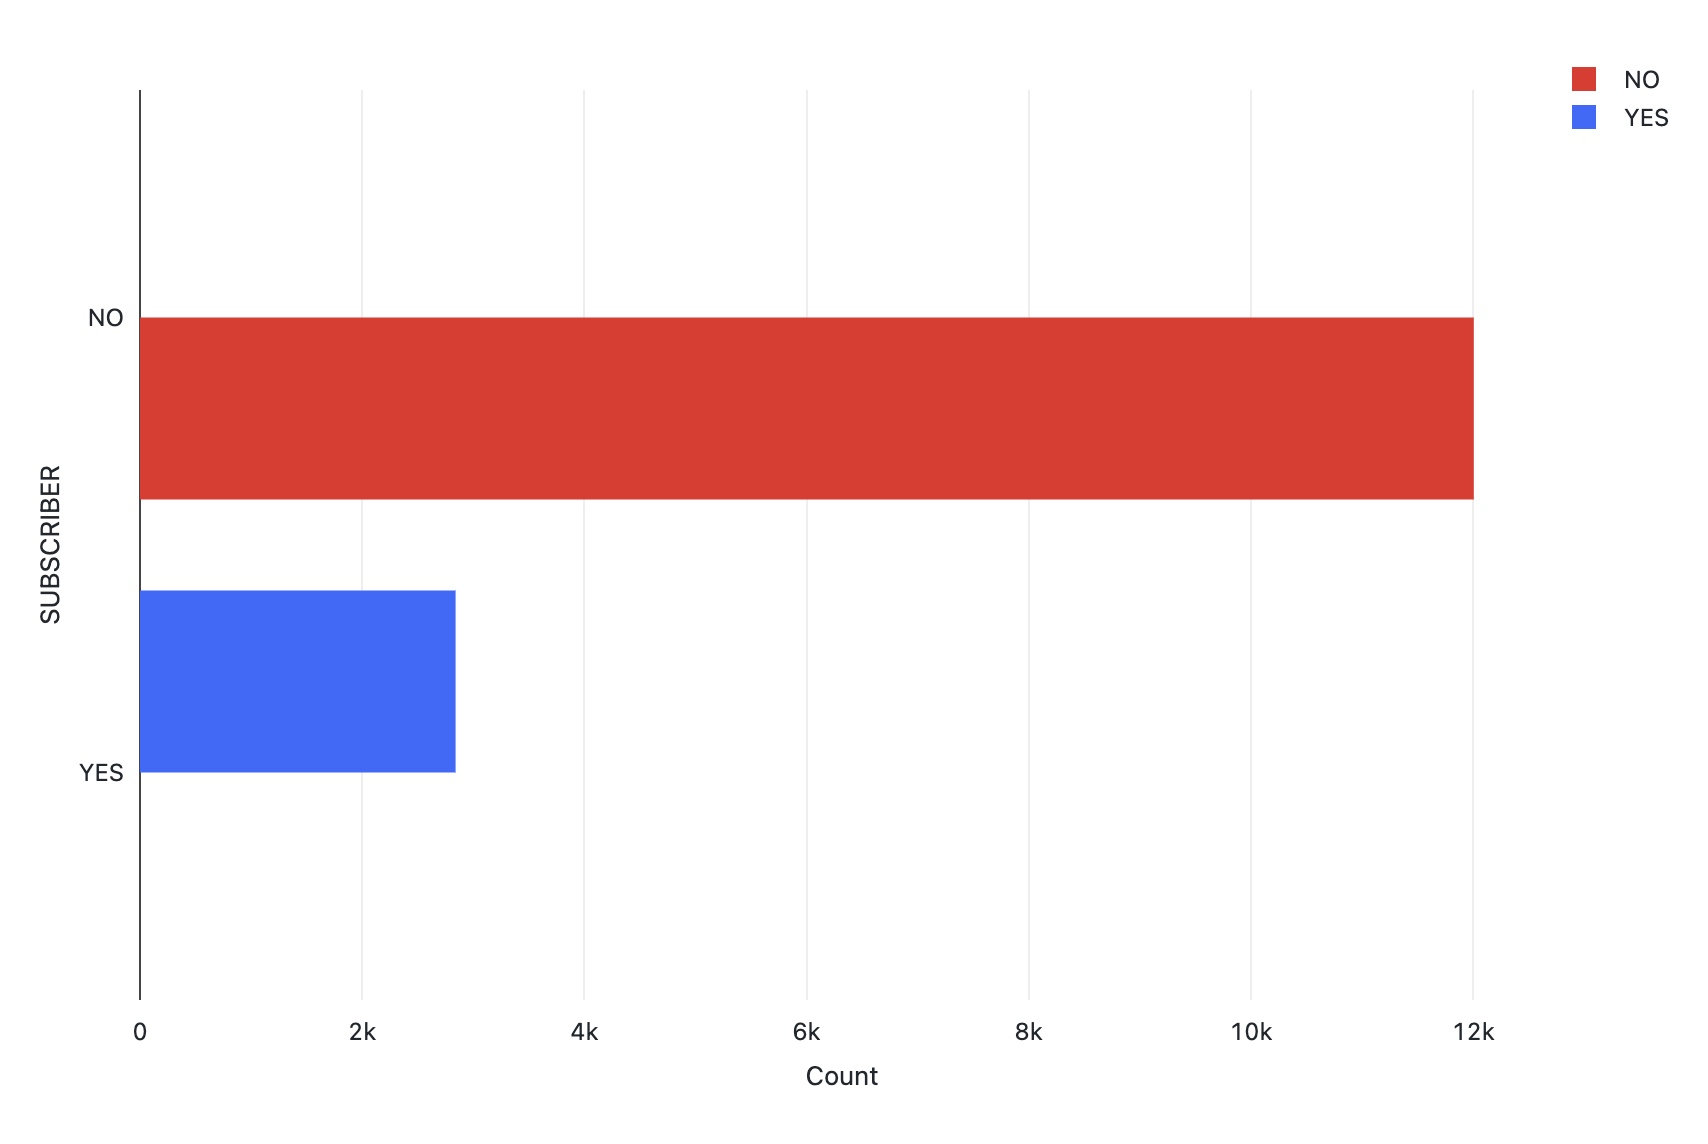 NO
YES
NO
YES
SUBSCRIBER
0 2k 4k 6k 8k 10k 12k
Count